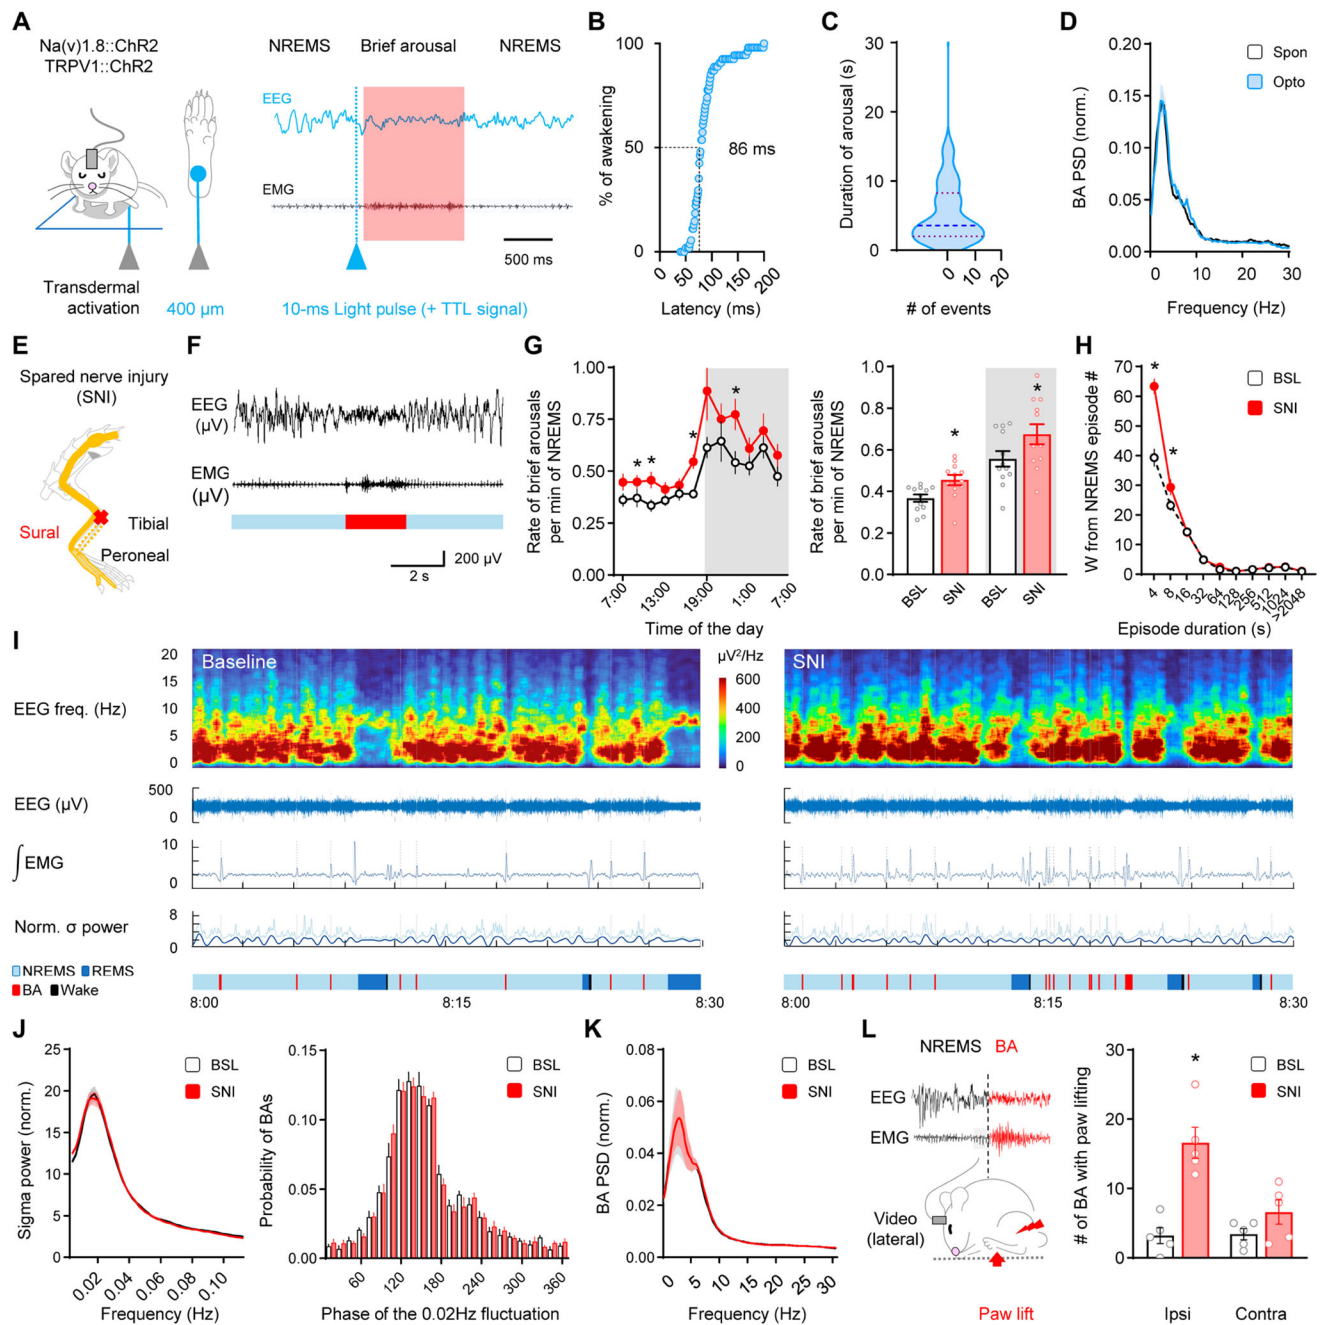 A
Na(v)1.8::ChR2
TRPV1::ChR2
NREMS Brief arousal NREMS
EEG
EMG
500 ms
Transdermal
activation
400 µm
10-ms Light pulse (+ TTL signal)
B
% of awakening
100
50
0
86 ms
0 50 100 150 200
Latency (ms)
C
Duration of arousal (s)
30
20
10
0
0 10 20
# of events
D
BA PSD (norm.)
0.20
0.15
0.10
0.05
0.00
Spon
Opto
0 10 20 30
Frequency (Hz)
E
Spared nerve injury
(SNI)
Sural
Tibial
Peroneal
F
EEG
(µV)
EMG
(µV)
200 µV
2 s
G
Rate of brief arousals
per min of NREMS
1.00
0.75
0.50
0.25
0.00
* * * *
7:00 13:00 19:00 1:00 7:00
Time of the day
Rate of brief arousals
per min of NREMS
1.0
0.8
0.6
0.4
0.2
0.0
* *
BSL SNI BSL SNI
H
W from NREMS episode #
70
60
50
40
30
20
10
0
* *
BSL
SNI
4 8 16 32 64 128 256 512 1024 >2048
Episode duration (s)
I
EEG freq. (Hz)
20
15
10
5
0
Baseline
µV²/Hz
600
400
200
0
SNI
EEG (µV)
500
0
∫EMG
10
0
Norm. σ power
8
0
NREMS REMS
BA Wake
8:00 8:15 8:30
8:00 8:15 8:30
J
Sigma power (norm.)
25
20
15
10
5
0
BSL
SNI
0.02 0.04 0.06 0.08 0.10
Frequency (Hz)
Probability of BAs
0.15
0.10
0.05
0.00
BSL
SNI
60 120 180 240 300 360
Phase of the 0.02Hz fluctuation
K
BA PSD (norm.)
0.08
0.06
0.04
0.02
0.00
BSL
SNI
0 5 10 15 20 25 30
Frequency (Hz)
L
NREMS BA
EEG
EMG
Video
(lateral)
Paw lift
# of BA with paw lifting
30
20
10
0
*
BSL
SNI
Ipsi Contra